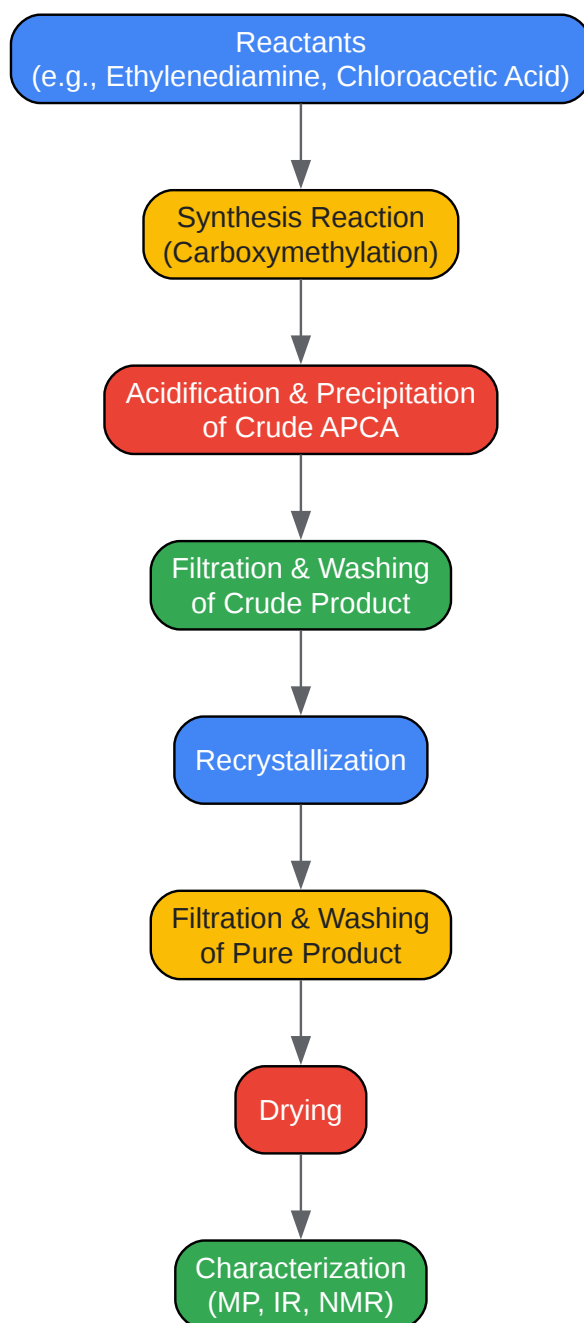 Reactants
(e.g., Ethylenediamine, Chloroacetic Acid)
Synthesis Reaction
(Carboxymethylation)
Acidification & Precipitation
of Crude APCA
Filtration & Washing
of Crude Product
Recrystallization
Filtration & Washing
of Pure Product
Drying
Characterization
(MP, IR, NMR)